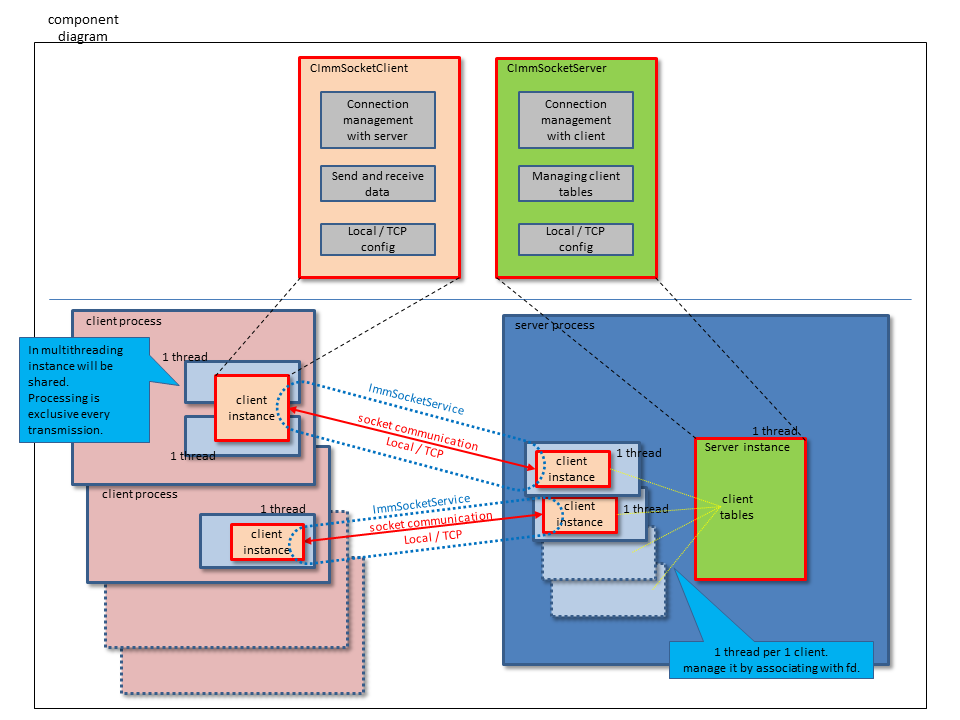 component
diagram
CImmSocketClient
Connection
management
with server
Send and receive
data
Local / TCP
config
CImmSocketServer
Connection
management
with client
Managing client
tables
Local / TCP
config
client process
1 thread
In multithreading
instance will be
shared.
Processing is
exclusive every
transmission.
client
instance
1 thread
client process
1 thread
client
instance
ImmSocketService
socket communication
Local / TCP
ImmSocketService
socket communication
Local / TCP
server process
1 thread
client
instance
1 thread
client
instance
1 thread
Server instance
client
tables
1 thread per 1 client.
manage it by associating with fd.